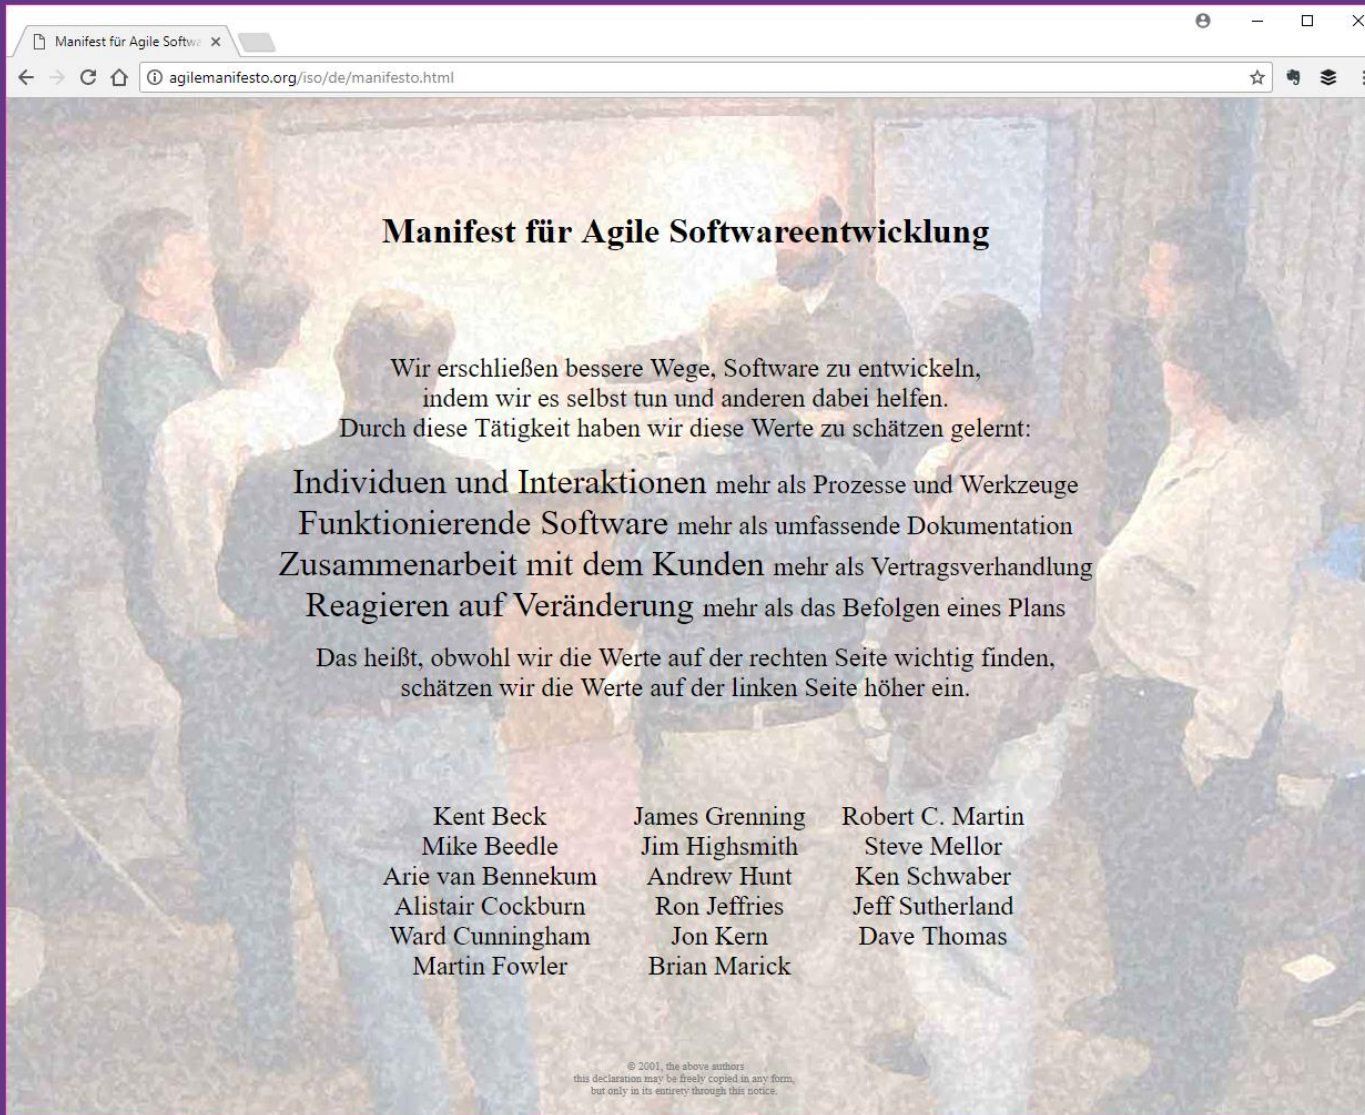 Manifest für Agile Softwa
agilemanifesto.org/iso/de/manifesto.html
Manifest für Agile Softwareentwicklung
Wir erschließen bessere Wege, Software zu entwickeln,
indem wir es selbst tun und anderen dabei helfen.
Durch diese Tätigkeit haben wir diese Werte zu schätzen gelernt:
Individuen und Interaktionen mehr als Prozesse und Werkzeuge
Funktionierende Software mehr als umfassende Dokumentation
Zusammenarbeit mit dem Kunden mehr als Vertragsverhandlung
Reagieren auf Veränderung mehr als das Befolgen eines Plans
Das heißt, obwohl wir die Werte auf der rechten Seite wichtig finden,
schätzen wir die Werte auf der linken Seite höher ein.
Kent Beck
Mike Beedle
Arie van Bennekum
Alistair Cockburn
Ward Cunningham
Martin Fowler
James Grenning
Jim Highsmith
Andrew Hunt
Ron Jeffries
Jon Kern
Brian Marick
Robert C. Martin
Steve Mellor
Ken Schwaber
Jeff Sutherland
Dave Thomas
© 2001, the above authors
this declaration may be freely copied in any form,
but only in its entirety through this notice.